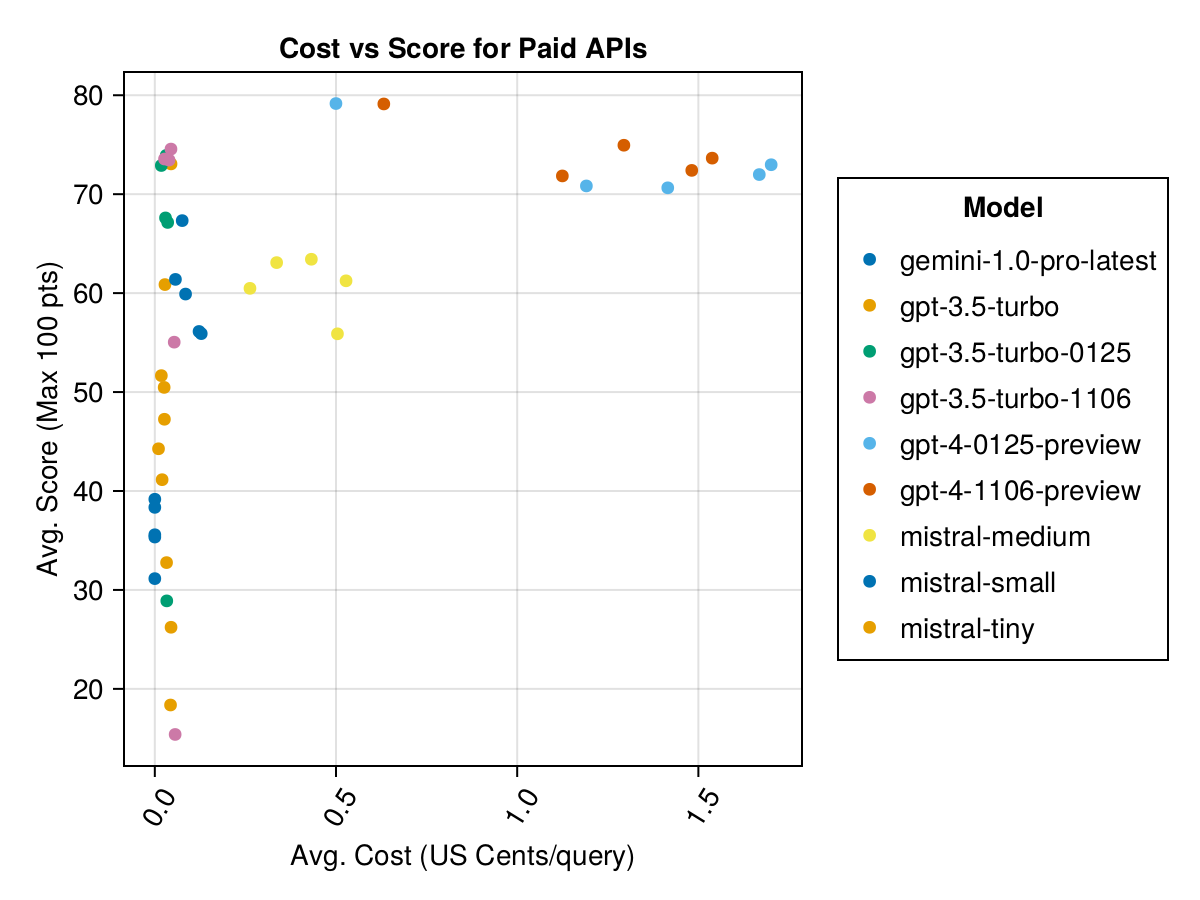 Cost vs Score for Paid APIs
80
70
60
50
40
30
20
Avg. Score (Max 100 pts)
0.0
0.5
1.0
1.5
Avg. Cost (US Cents/query)
Model
gemini-1.0-pro-latest
gpt-3.5-turbo
gpt-3.5-turbo-0125
gpt-3.5-turbo-1106
gpt-4-0125-preview
gpt-4-1106-preview
mistral-medium
mistral-small
mistral-tiny